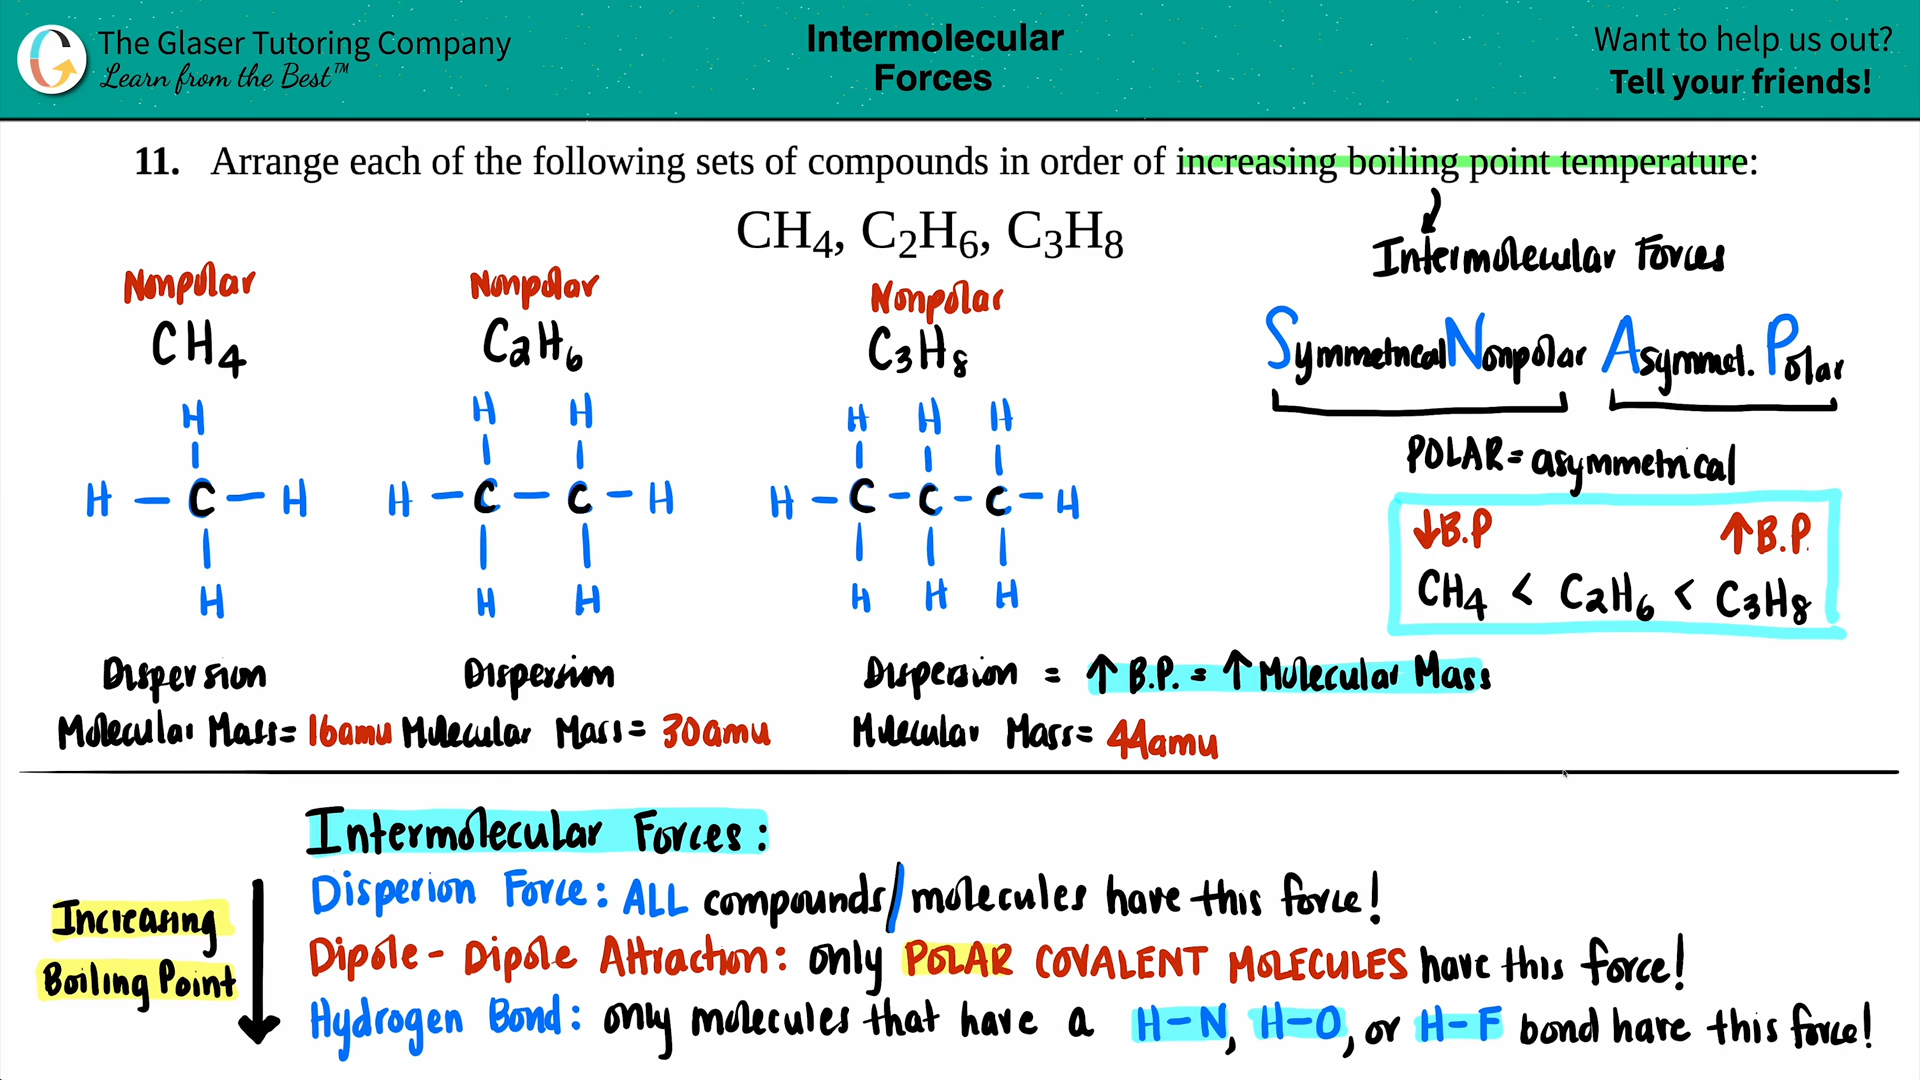 The Glaser Tutoring Company
Learn from the Best™
Intermolecular
Forces
Want to help us out?
Tell your friends!
11. Arrange each of the following sets of compounds in order of increasing boiling point temperature:
CH₄, C₂H₆, C₃H₈
Intermolecular Forces
Nonpolar Nonpolar Nonpolar
CH₄ C₂H₆ C₃H₈
Symmetrical Nonpolar Asymmet. Polar
POLAR = asymmetrical
H H H H H H
H – C – H H – C – C – H H – C – C – C – H
H H H H H H
↓B.P ↑B.P.
CH₄ < C₂H₆ < C₃H₈
Dispersion Dispersion Dispersion = ↑ B.P. = ↑ Molecular Mass
Molecular Mass = 16amu Molecular Mass = 30amu Molecular Mass = 44amu
Intermolecular Forces:
Increasing
Boiling Point
Disperion Force: ALL compounds/molecules have this force!
Dipole - Dipole Attraction: only POLAR COVALENT MOLECULES have this force!
Hydrogen Bond: only molecules that have a H–N, H–O, or H–F bond have this force!